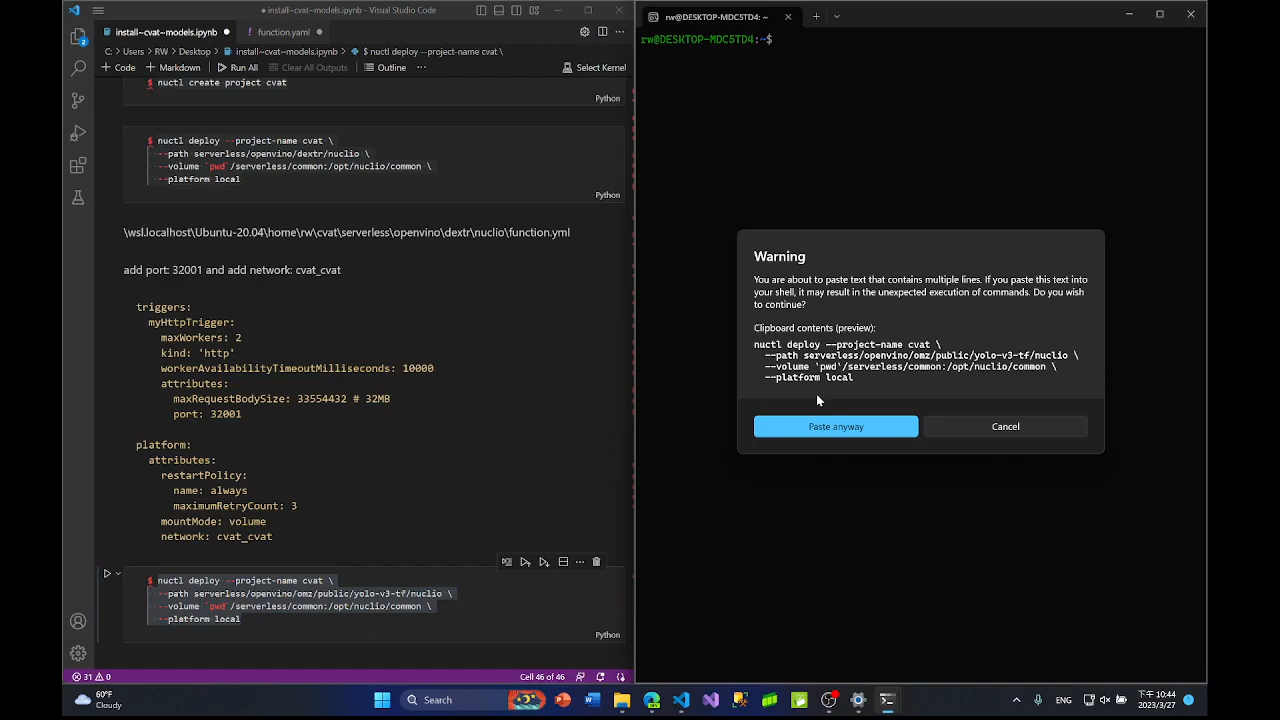 install~cvat~models.ipynb - Visual Studio Code
install~cvat~models.ipynb
function.yaml
C: > Users > RW > Desktop > install~cvat~models.ipynb > $ nuctl deploy --project-name cvat \
+ Code + Markdown Run All Clear All Outputs Outline ··· Select Kernel
$ nuctl create project cvat
Python
$ nuctl deploy --project-name cvat \
--path serverless/openvino/dextr/nuclio \
--volume `pwd`/serverless/common:/opt/nuclio/common \
--platform local
Python
\wsl.localhost\Ubuntu-20.04\home\rw\cvat\serverless\openvino\dextr\nuclio\function.yml
add port: 32001 and add network: cvat_cvat
triggers:
myHttpTrigger:
maxWorkers: 2
kind: 'http'
workerAvailabilityTimeoutMilliseconds: 10000
attributes:
maxRequestBodySize: 33554432 # 32MB
port: 32001
platform:
attributes:
restartPolicy:
name: always
maximumRetryCount: 3
mountMode: volume
network: cvat_cvat
$ nuctl deploy --project-name cvat \
--path serverless/openvino/omz/public/yolo-v3-tf/nuclio \
--volume `pwd`/serverless/common:/opt/nuclio/common \
--platform local
Python
2
31 0
Cell 46 of 46
rw@DESKTOP-MDC5TD4: ~
rw@DESKTOP-MDC5TD4:~$
Warning
You are about to paste text that contains multiple lines. If you paste this text into
your shell, it may result in the unexpected execution of commands. Do you wish
to continue?
Clipboard contents (preview):
nuctl deploy --project-name cvat \
--path serverless/openvino/omz/public/yolo-v3-tf/nuclio \
--volume `pwd`/serverless/common:/opt/nuclio/common \
--platform local
Paste anyway
Cancel
60°F
Cloudy
Search
ENG
下午 10:44
2023/3/27